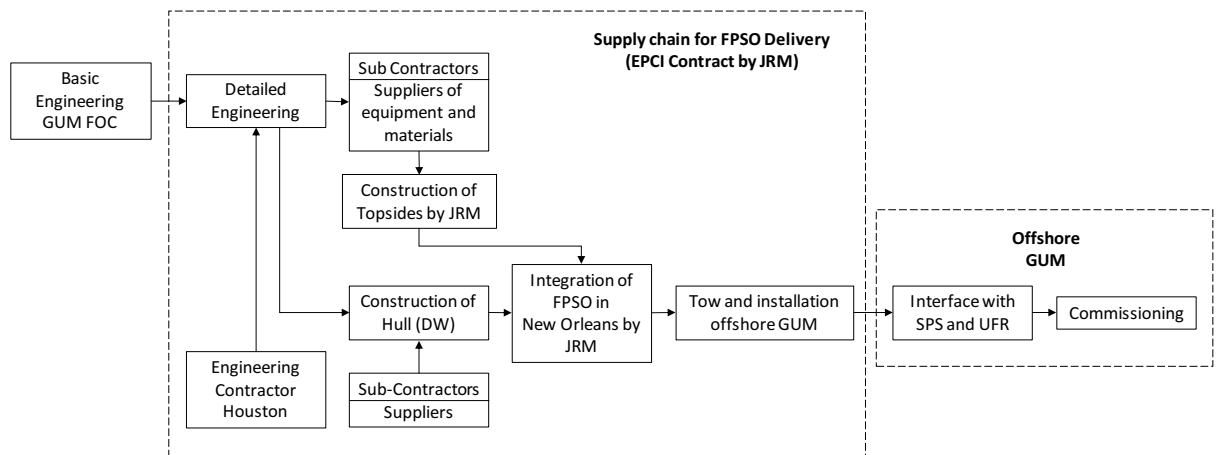 Supply chain for FPSO Delivery
(EPCI Contract by JRM)
Basic
Engineering
GUM FOC
Detailed
Engineering
Sub Contractors
Suppliers of
equipment and
materials
Construction of
Topsides by JRM
Offshore
GUM
Construction of
Hull (DW)
Integration of
FPSO in
New Orleans by
JRM
Tow and installation
offshore GUM
Interface with
SPS and UFR
Commissioning
Engineering
Contractor
Houston
Sub-Contractors
Suppliers